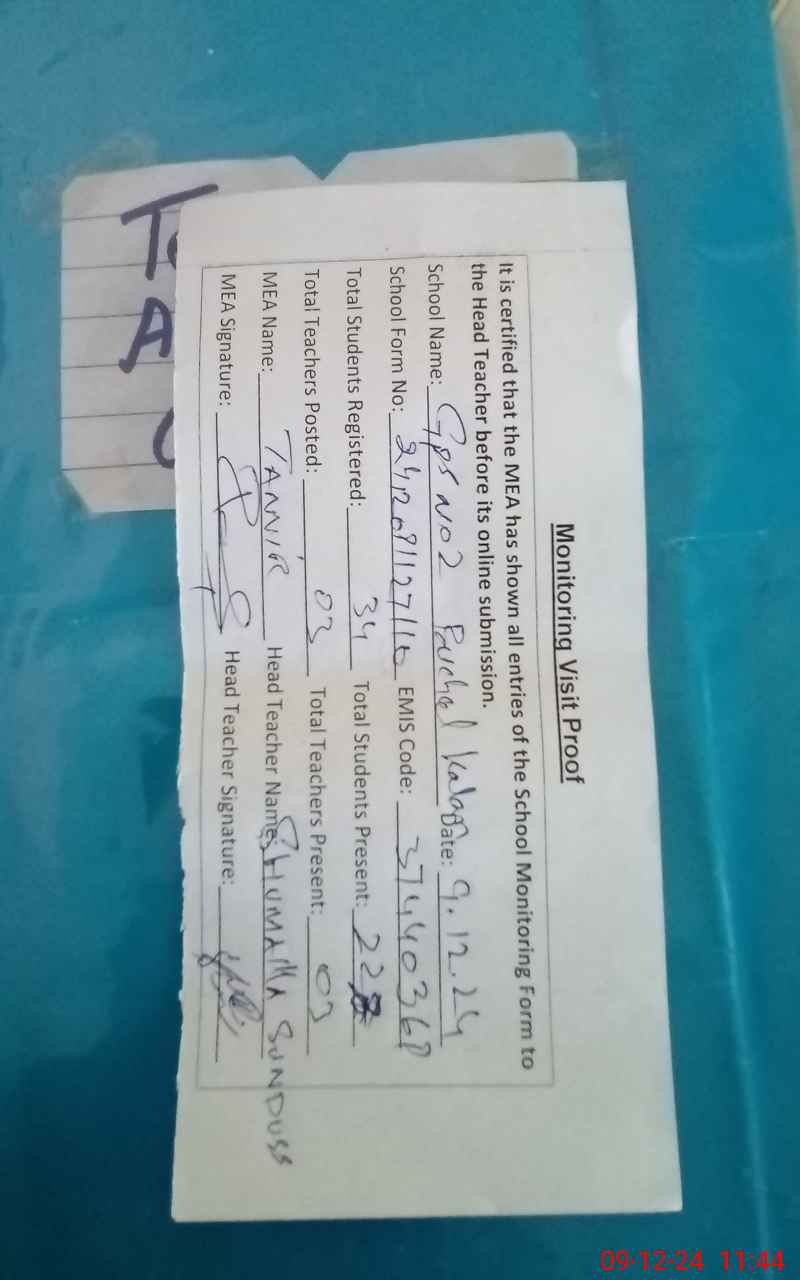 Monitoring Visit Proof
It is certified that the MEA has shown all entries of the School Monitoring Form to
the Head Teacher before its online submission.
School Name: GPS NO2 Kalan Date: 9.12.24
School Form No: EMIS Code: 37440368
Total Students Registered: 34 Total Students Present: 22
Total Teachers Posted: 03 Total Teachers Present: 03
MEA Name: TANVIR Head Teacher Name: SHUMAMA SUNDUSS
MEA Signature: Head Teacher Signature:
T
A
09-12-24 11:44